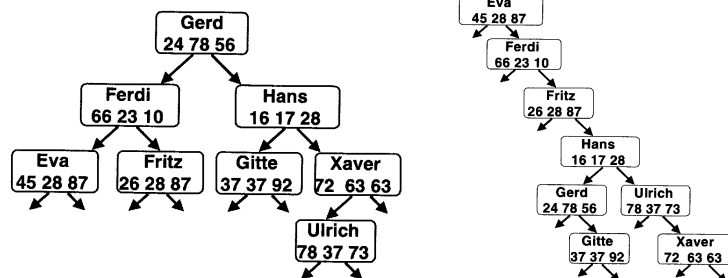 Gerd
24 78 56
Ferdi
66 23 10
Hans
16 17 28
Eva
45 28 87
Fritz
26 28 87
Gitte
37 37 92
Xaver
72 63 63
Ulrich
78 37 73
Eva
45 28 87
Ferdi
66 23 10
Fritz
26 28 87
Hans
16 17 28
Gerd
24 78 56
Ulrich
78 37 73
Gitte
37 37 92
Xaver
72 63 63